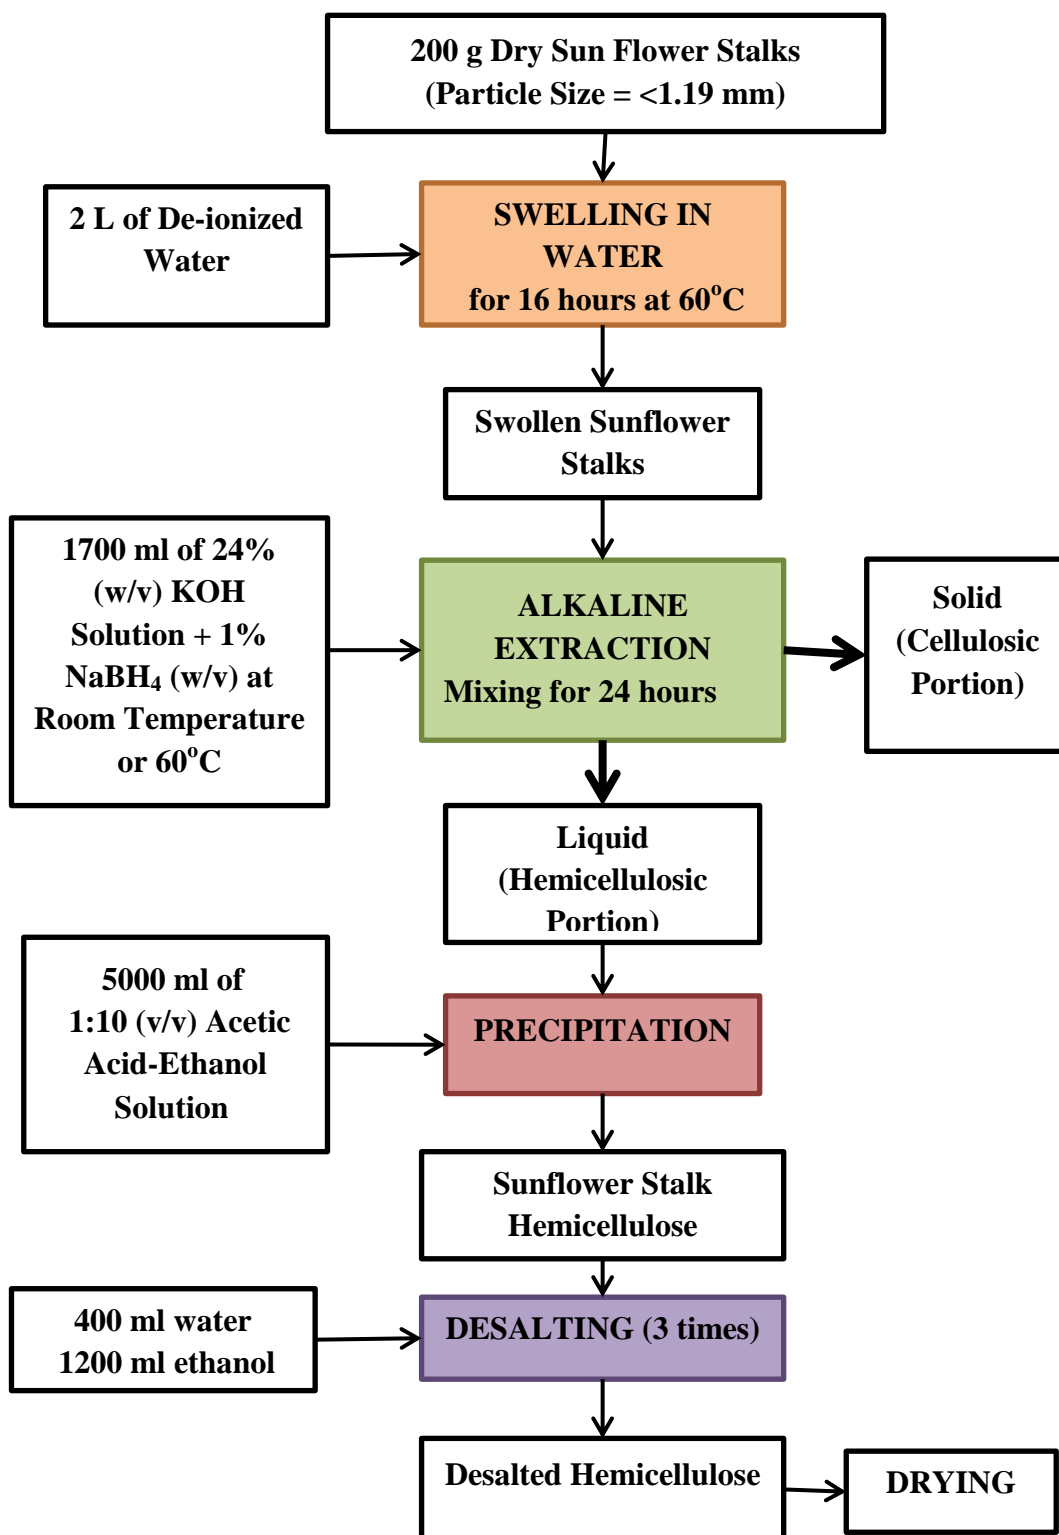 200 g Dry Sun Flower Stalks
(Particle Size = <1.19 mm)
2 L of De-ionized
Water
SWELLING IN
WATER
for 16 hours at 60°C
Swollen Sunflower
Stalks
1700 ml of 24%
(w/v) KOH
Solution + 1%
NaBH₄ (w/v) at
Room Temperature
or 60°C
ALKALINE
EXTRACTION
Mixing for 24 hours
Solid
(Cellulosic
Portion)
Liquid
(Hemicellulosic
Portion)
5000 ml of
1:10 (v/v) Acetic
Acid-Ethanol
Solution
PRECIPITATION
Sunflower Stalk
Hemicellulose
400 ml water
1200 ml ethanol
DESALTING (3 times)
Desalted Hemicellulose
DRYING